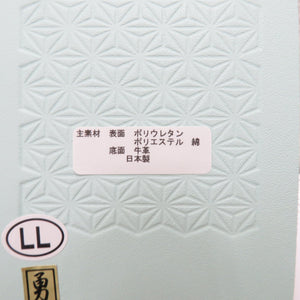 主素材 表面 ポリウレタン
ポリエステル 綿
底面 牛革
日本製
LL
勇